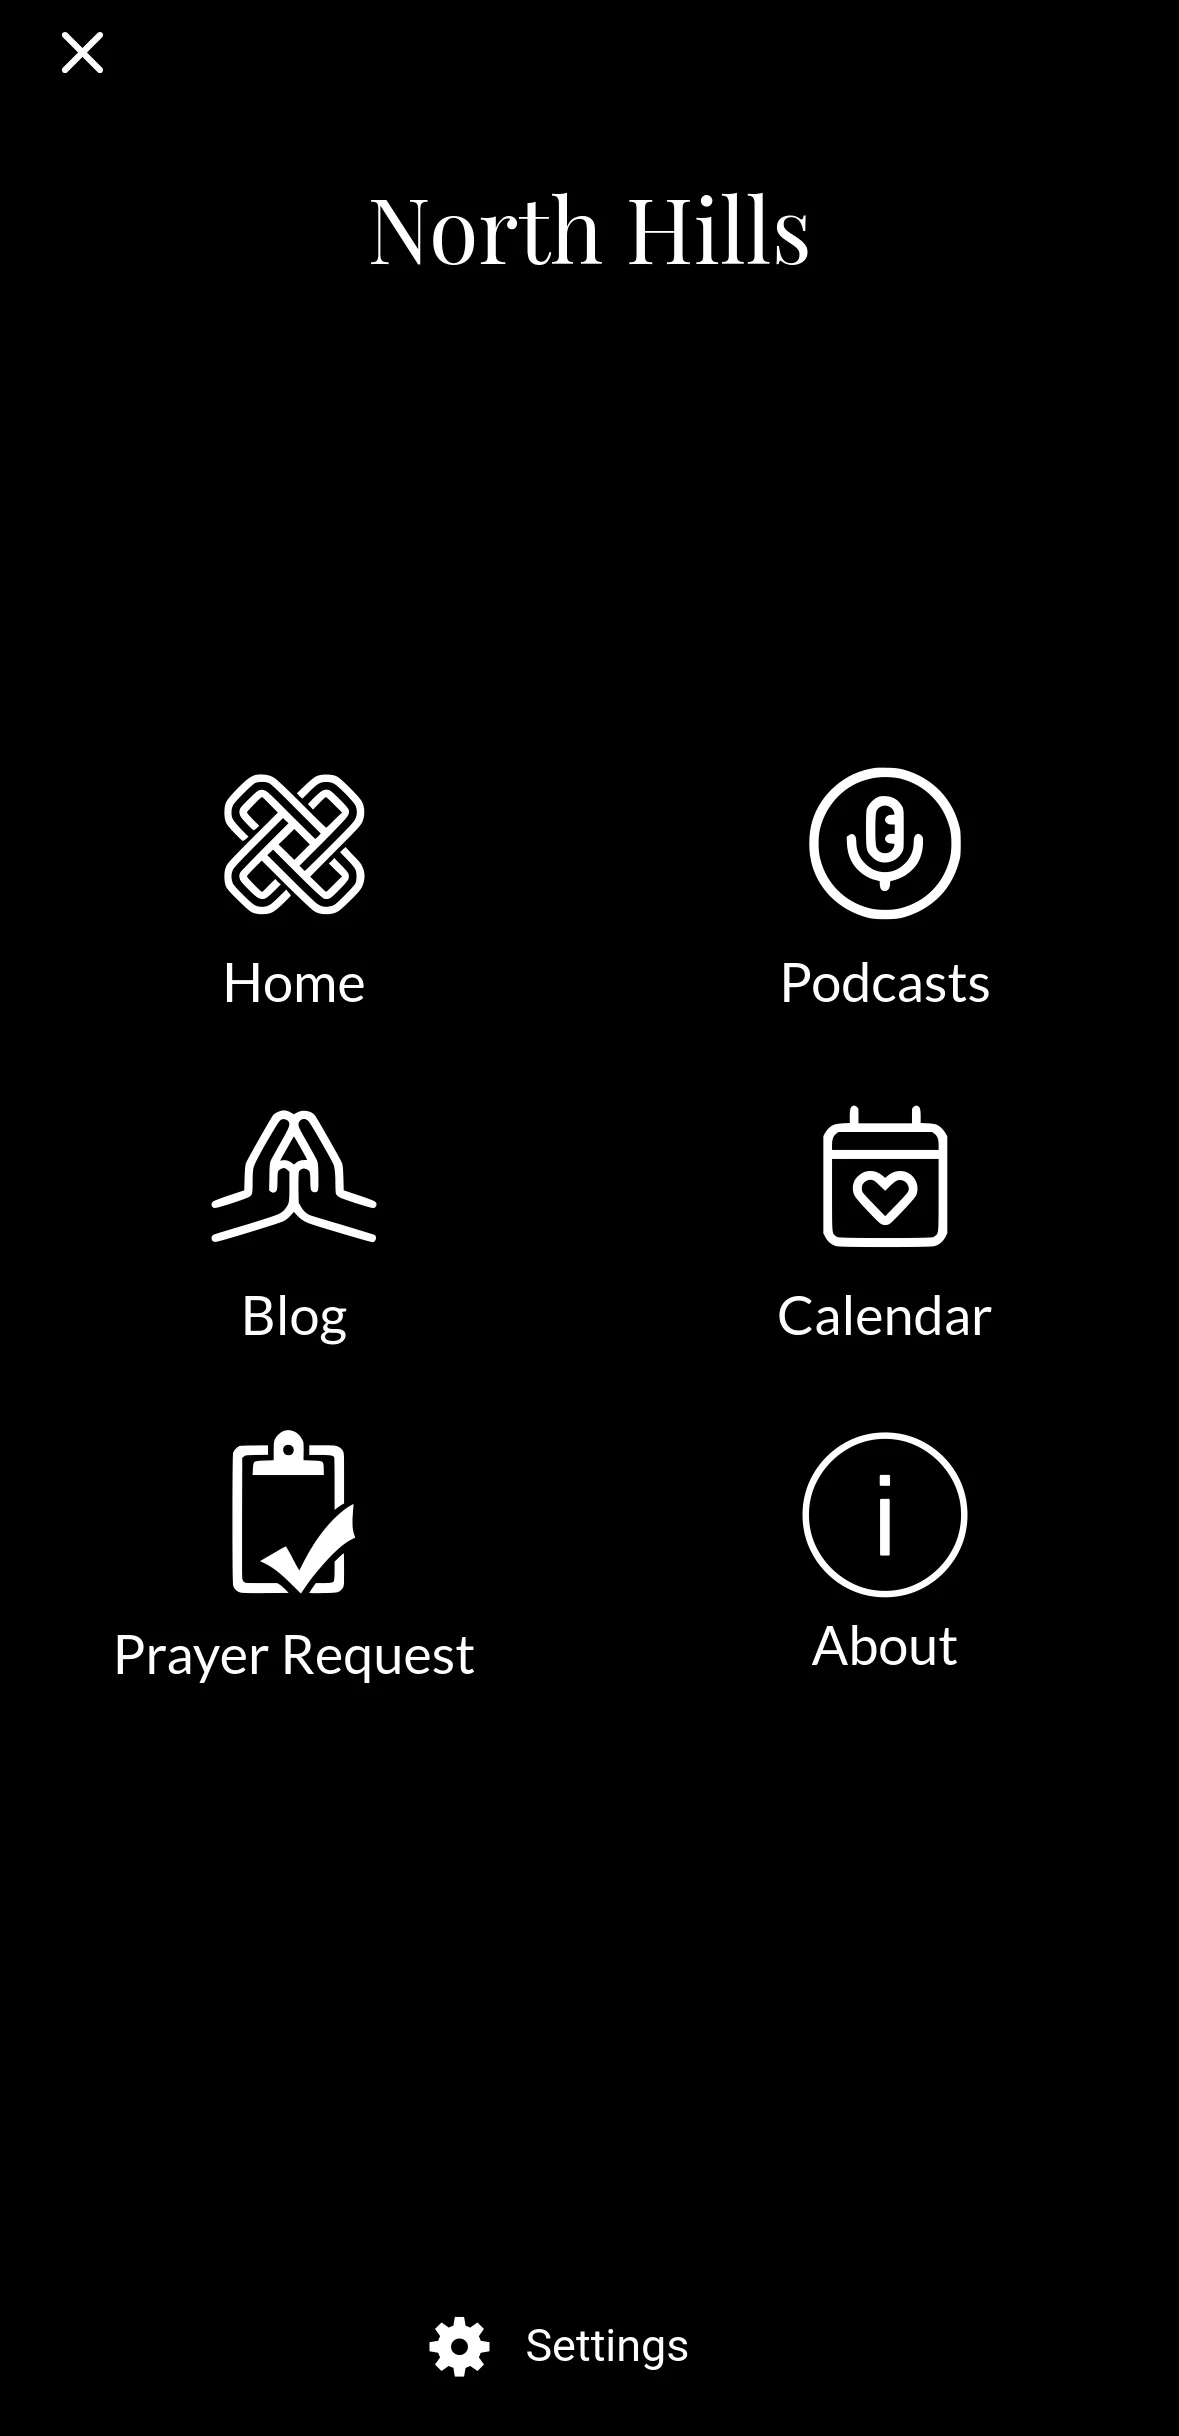 North Hills
Home
Podcasts
Blog
Calendar
Prayer Request
About
Settings